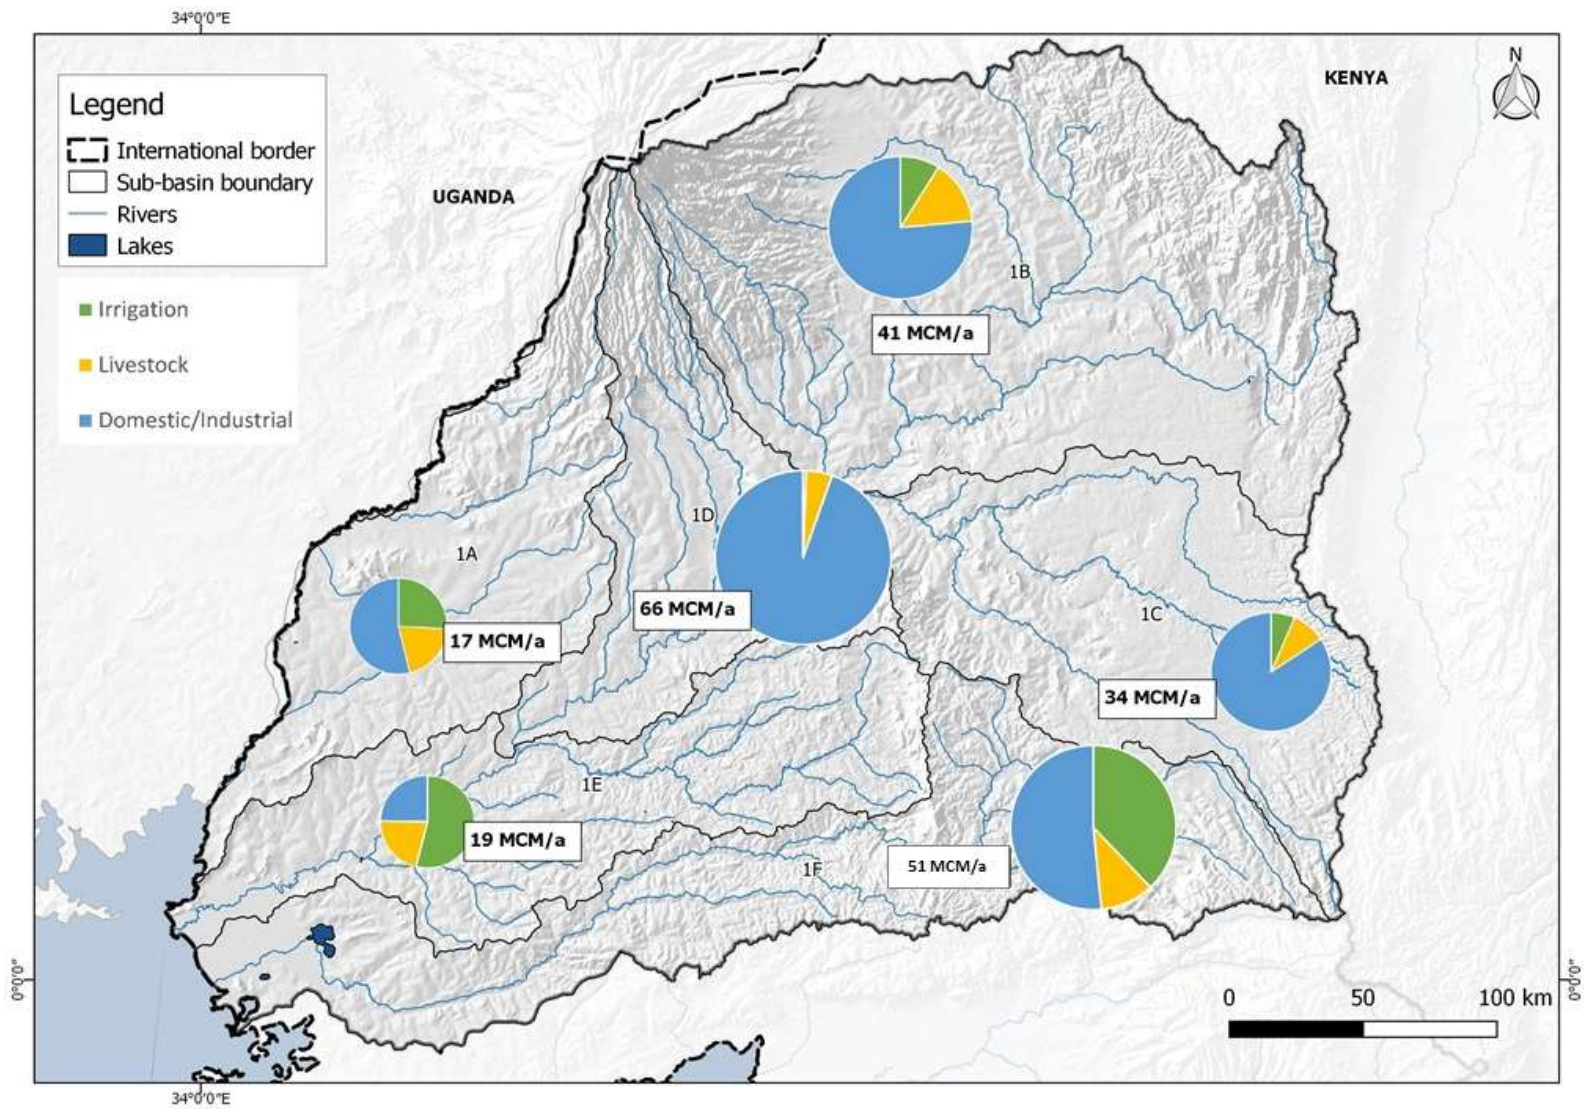 34°0'0"E
KENYA
N
Legend
International border
Sub-basin boundary
Rivers
Lakes
UGANDA
Irrigation
Livestock
Domestic/Industrial
1B
41 MCM/a
1D
1A
66 MCM/a
1C
17 MCM/a
34 MCM/a
1E
19 MCM/a
1F
51 MCM/a
0°0'0"
0°0'0"
0 50 100 km
34°0'0"E